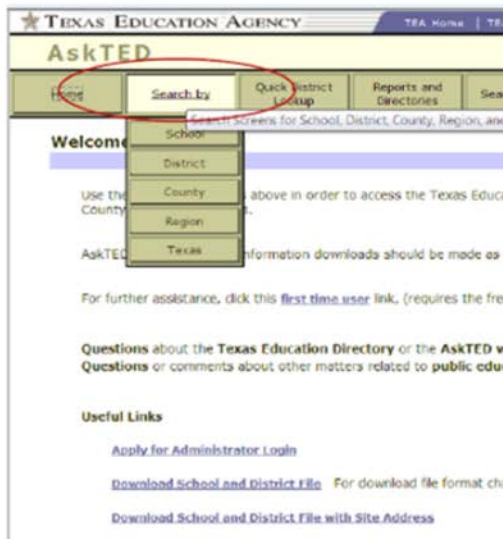 TEXAS EDUCATION AGENCY
TEA Home | TE
AskTED
Home
Search by
Quick District
Lookup
Reports and
Directories
Sea
Search Screens for School, District, County, Region, and
School
District
County
Region
Texas
Welcome
Use the above in order to access the Texas Educa
County
AskTED formation downloads should be made as
For further assistance, click this first time user link, (requires the fre
Questions about the Texas Education Directory or the AskTED w
Questions or comments about other matters related to public educ
Useful Links
Apply for Administrator Login
Download School and District File For download file format cha
Download School and District File with Site Address